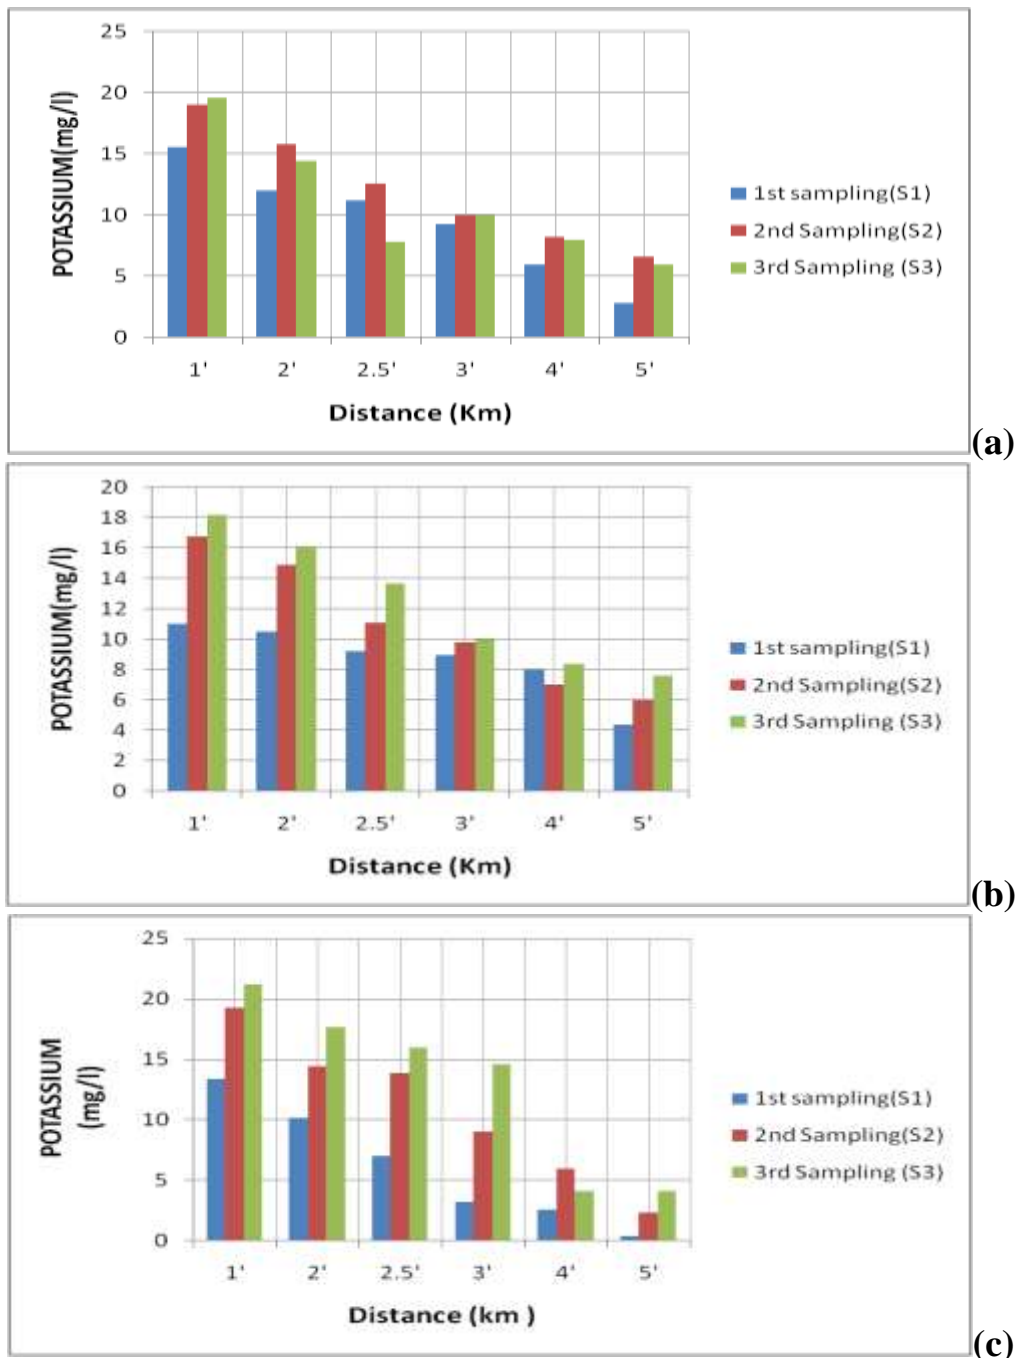 25
20
15
10
5
0
POTASSIUM(mg/l)
1' 2' 2.5' 3' 4' 5'
Distance (Km)
1st sampling(S1)
2nd Sampling(S2)
3rd Sampling (S3)
(a)
20
18
16
14
12
10
8
6
4
2
0
POTASSIUM(mg/l)
1' 2' 2.5' 3' 4' 5'
Distance (Km)
1st sampling(S1)
2nd Sampling(S2)
3rd Sampling (S3)
(b)
25
20
15
10
5
0
POTASSIUM
(mg/l)
1' 2' 2.5' 3' 4' 5'
Distance (km )
1st sampling(S1)
2nd Sampling(S2)
3rd Sampling (S3)
(c)